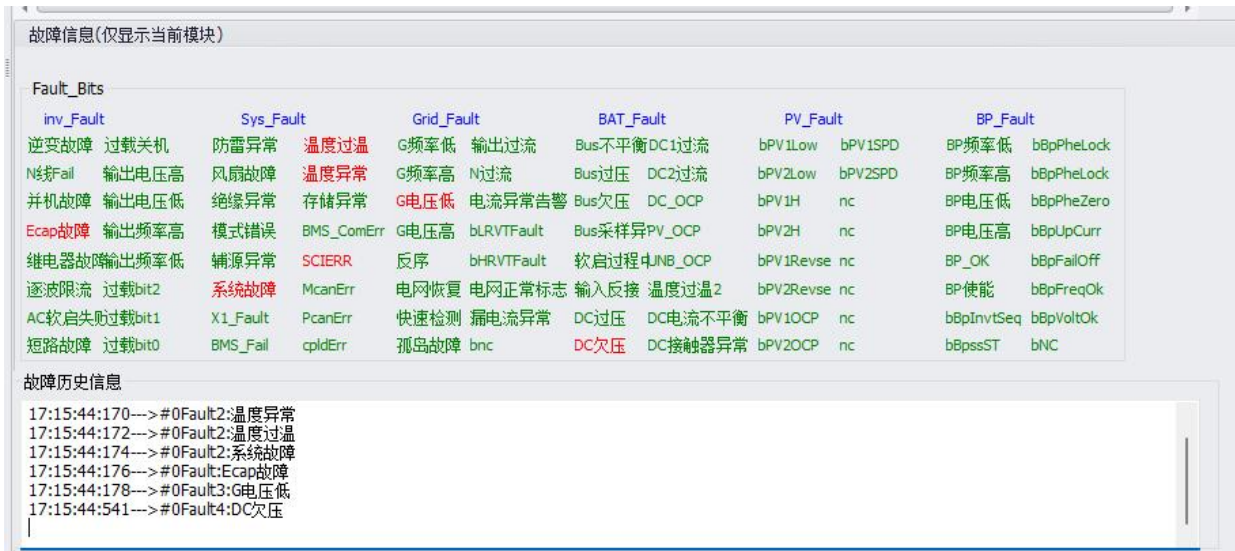 故障信息(仅显示当前模块)
Fault_Bits
inv_Fault Sys_Fault Grid_Fault BAT_Fault PV_Fault BP_Fault
逆变故障 过载关机 防雷异常 温度过温 G频率低 输出过流 Bus不平衡 DC1过流 bPV1Low bPV1SPD BP频率低 bBpPheLock
N线Fail 输出电压高 风扇故障 温度异常 G频率高 N过流 Bus过压 DC2过流 bPV2Low bPV2SPD BP频率高 bBpPheLock
并机故障 输出电压低 绝缘异常 存储异常 G电压低 电流异常告警 Bus欠压 DC_OCP bPV1H nc BP电压低 bBpPheZero
Ecap故障 输出频率高 模式错误 BMS_ComErr G电压高 bLRVTFault Bus采样异 PV_OCP bPV2H nc BP电压高 bBpUpCurr
继电器故障 输出频率低 辅源异常 SCIERR 反序 bHRVTFault 软启过程 UNB_OCP bPV1Revse nc BP_OK bBpFailOff
逐波限流 过载bit2 系统故障 McanErr 电网恢复 电网正常标志 输入反接 温度过温2 bPV2Revse nc BP使能 bBpFreqOk
AC软启失 过载bit1 X1_Fault PcanErr 快速检测 漏电流异常 DC过压 DC电流不平衡 bPV1OCP nc bBpInvtSeq bBpVoltOk
短路故障 过载bit0 BMS_Fail cpldErr 孤岛故障 bnc DC欠压 DC接触器异常 bPV2OCP nc bBpssST bNC
故障历史信息
17:15:44:170--->#0Fault2:温度异常
17:15:44:172--->#0Fault2:温度过温
17:15:44:174--->#0Fault2:系统故障
17:15:44:176--->#0Fault:Ecap故障
17:15:44:178--->#0Fault3:G电压低
17:15:44:541--->#0Fault4:DC欠压